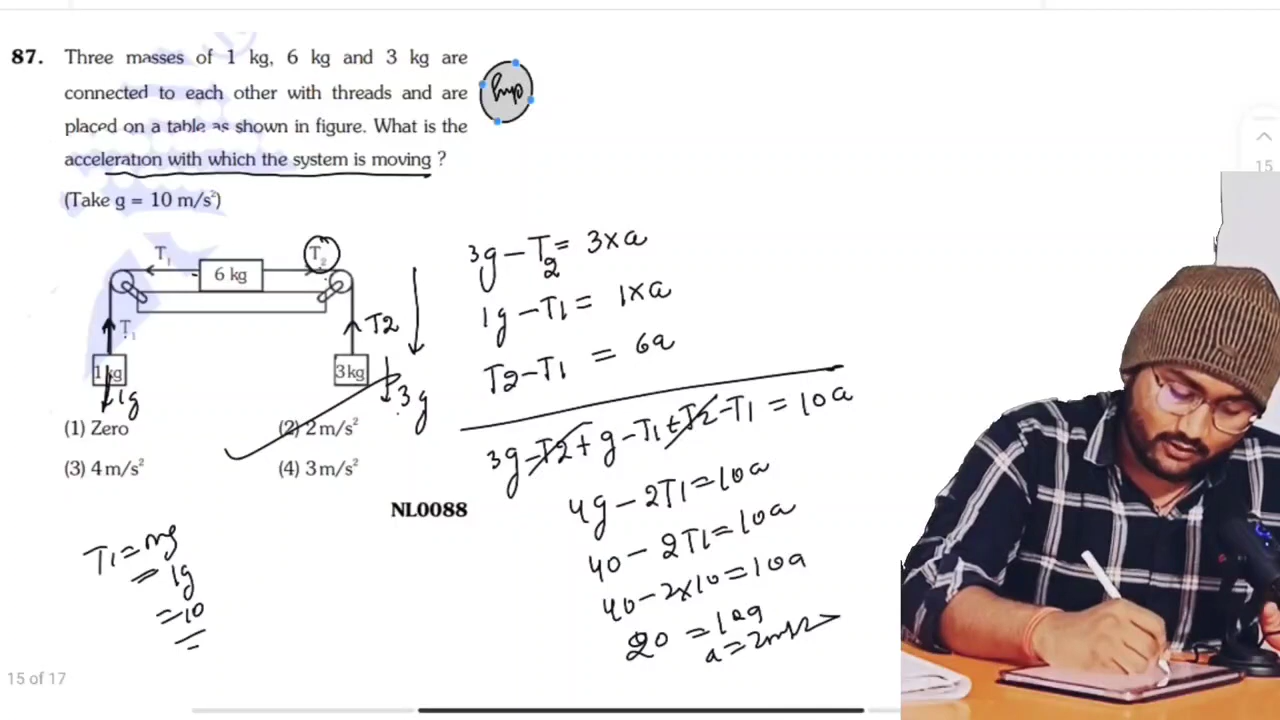 87. Three masses of 1 kg, 6 kg and 3 kg are
connected to each other with threads and are
placed on a table as shown in figure. What is the
acceleration with which the system is moving ?
(Take g = 10 m/s²)
Imp
T₁
T₂
6 kg
T₁
T2
1 kg
3 kg
1g
3g
(1) Zero
(2) 2 m/s²
(3) 4 m/s²
(4) 3 m/s²
NL0088
3g - T2 = 3×a
1g - T1 = 1×a
T2 - T1 = 6a
3g - T2 + g - T1 + T2 - T1 = 10a
4g - 2T1 = 10a
40 - 2T1 = 10a
40 - 2×10 = 10a
20 = 10a
a = 2m/s2
T1 = mg
= 1g
= 10
15 of 17
15